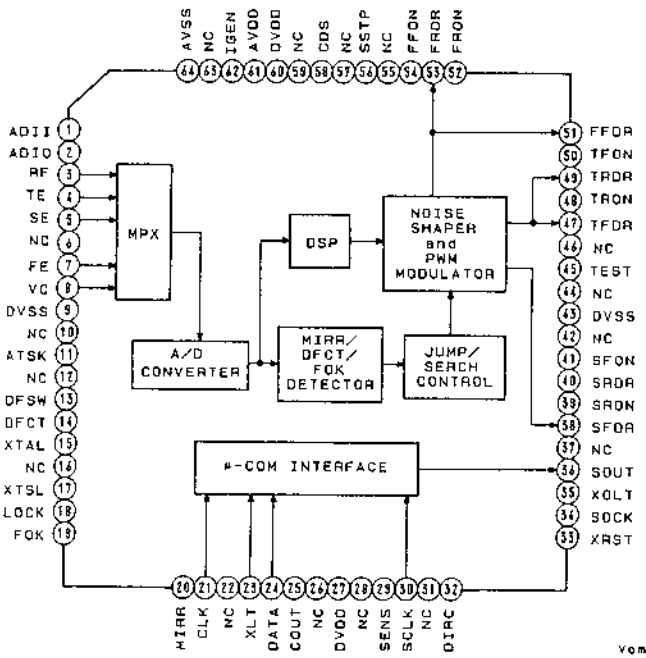 AVSS
NC
IGEN
AVDD
DVDD
NC
CDS
NC
SSTP
NC
FFON
FRDR
FRON
64
63
62
61
60
59
58
57
56
55
54
53
52
ADII 1
ADIO 2
RF 3
TE 4
SE 5
NC 6
FE 7
VC 8
DVSS 9
NC 10
ATSK 11
NC 12
DFSW 13
DFCT 14
XTAL 15
NC 16
XTSL 17
LOCK 18
FOK 19
MPX
A/D
CONVERTER
DSP
MIRR/
DFCT/
FOK
DETECTOR
NOISE
SHAPER
and
PWM
MODULATOR
JUMP/
SERCH
CONTROL
μ-COM INTERFACE
51 FFDR
50 TFON
49 TRDR
48 TRON
47 TFDR
46 NC
45 TEST
44 NC
43 DVSS
42 NC
41 SFON
40 SRDR
39 SRON
38 SFDR
37 NC
36 SOUT
35 XOLT
34 SOCK
33 XRST
20
21
22
23
24
25
26
27
28
29
30
31
32
MIRR
CLK
NC
XLT
DATA
COUT
NC
DVDD
NC
SENS
SCLK
NC
DIRC
Vom